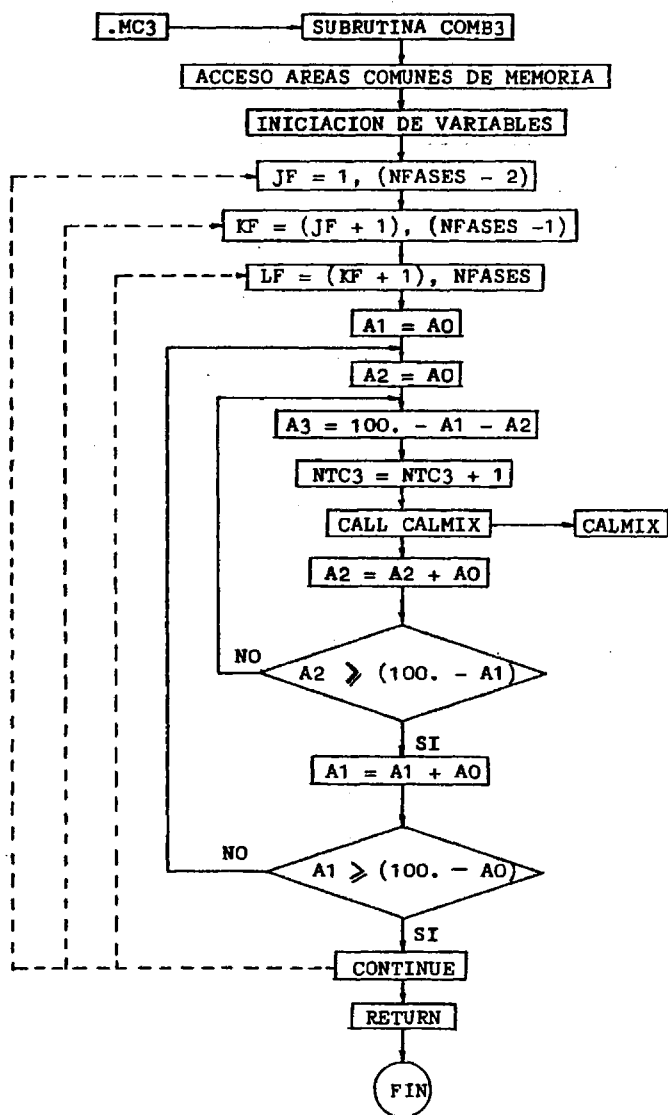 .MC3
SUBRUTINA COMB3
ACCESO AREAS COMUNES DE MEMORIA
INICIACION DE VARIABLES
JF = 1, (NFASES - 2)
KF = (JF + 1), (NFASES -1)
LF = (KF + 1), NFASES
A1 = A0
A2 = A0
A3 = 100. - A1 - A2
NTC3 = NTC3 + 1
CALL CALMIX
CALMIX
A2 = A2 + A0
NO
A2 ⩾ (100. - A1)
SI
A1 = A1 + A0
NO
A1 ⩾ (100. - A0)
SI
CONTINUE
RETURN
FIN